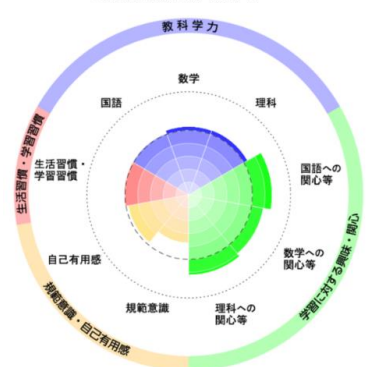 教科学力
数学
国語
理科
生活習慣・
学習習慣
生活習慣・学習習慣
国語への
関心等
自己有用感
数学への
関心等
学習に対する興味・関心
規範意識
理科への
関心等
規範意識・自己有用感